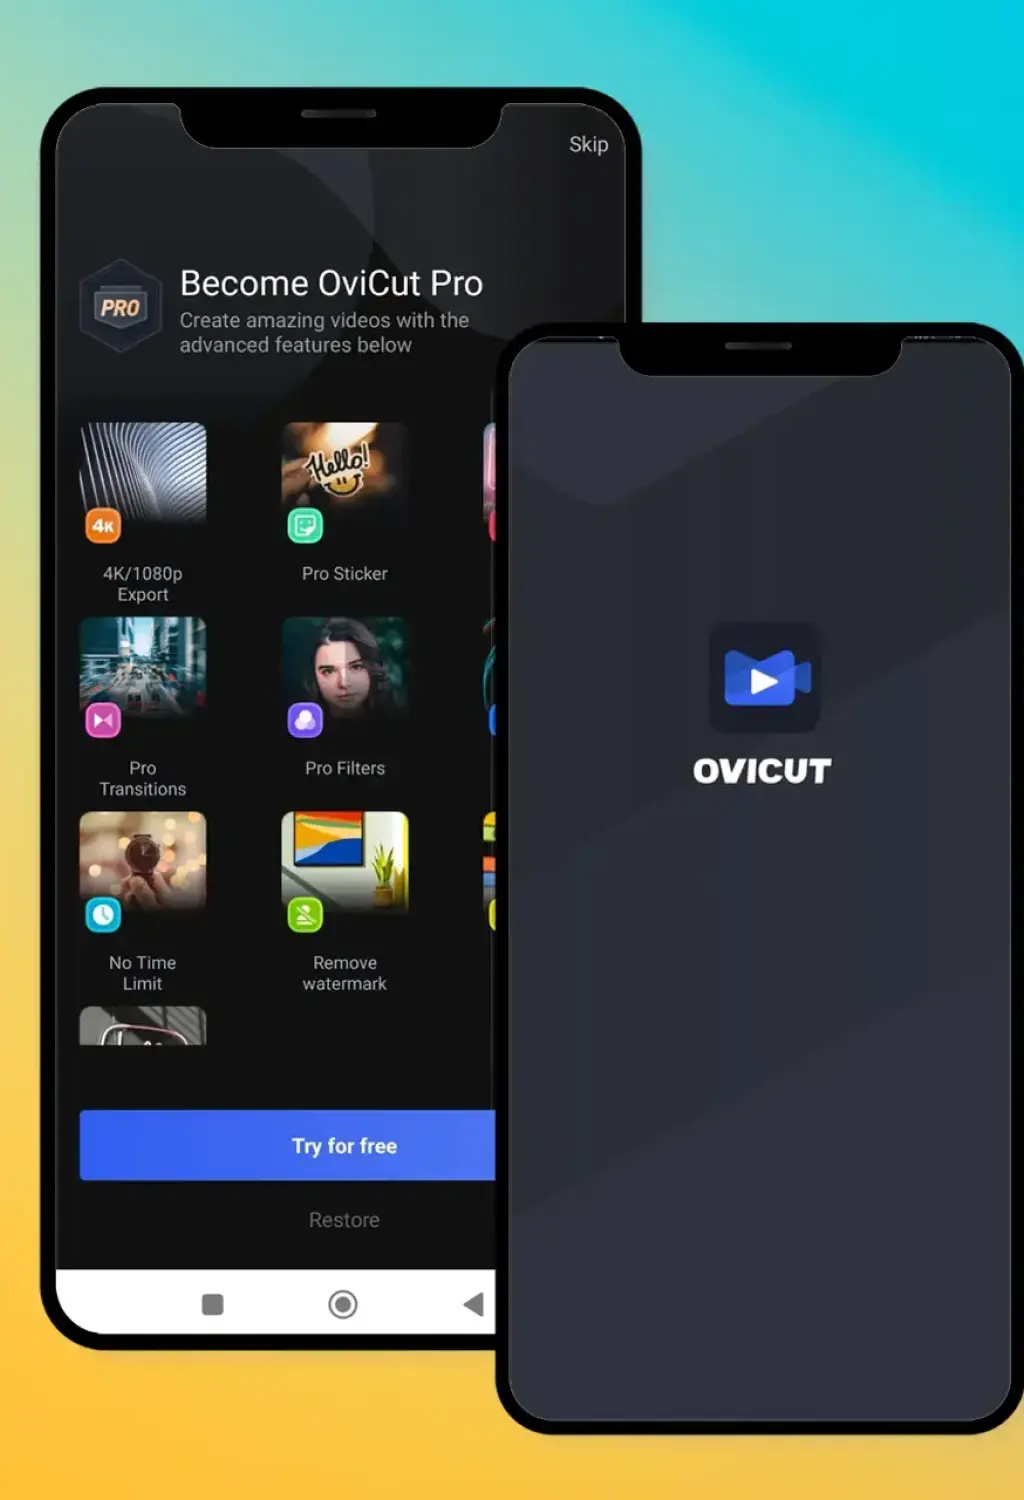 Skip
PRO
Become OviCut Pro
Create amazing videos with the
advanced features below
Hello!
4K
4K/1080p
Export
Pro Sticker
Pro
Transitions
Pro Filters
No Time
Limit
Remove
watermark
Try for free
Restore
OVICUT